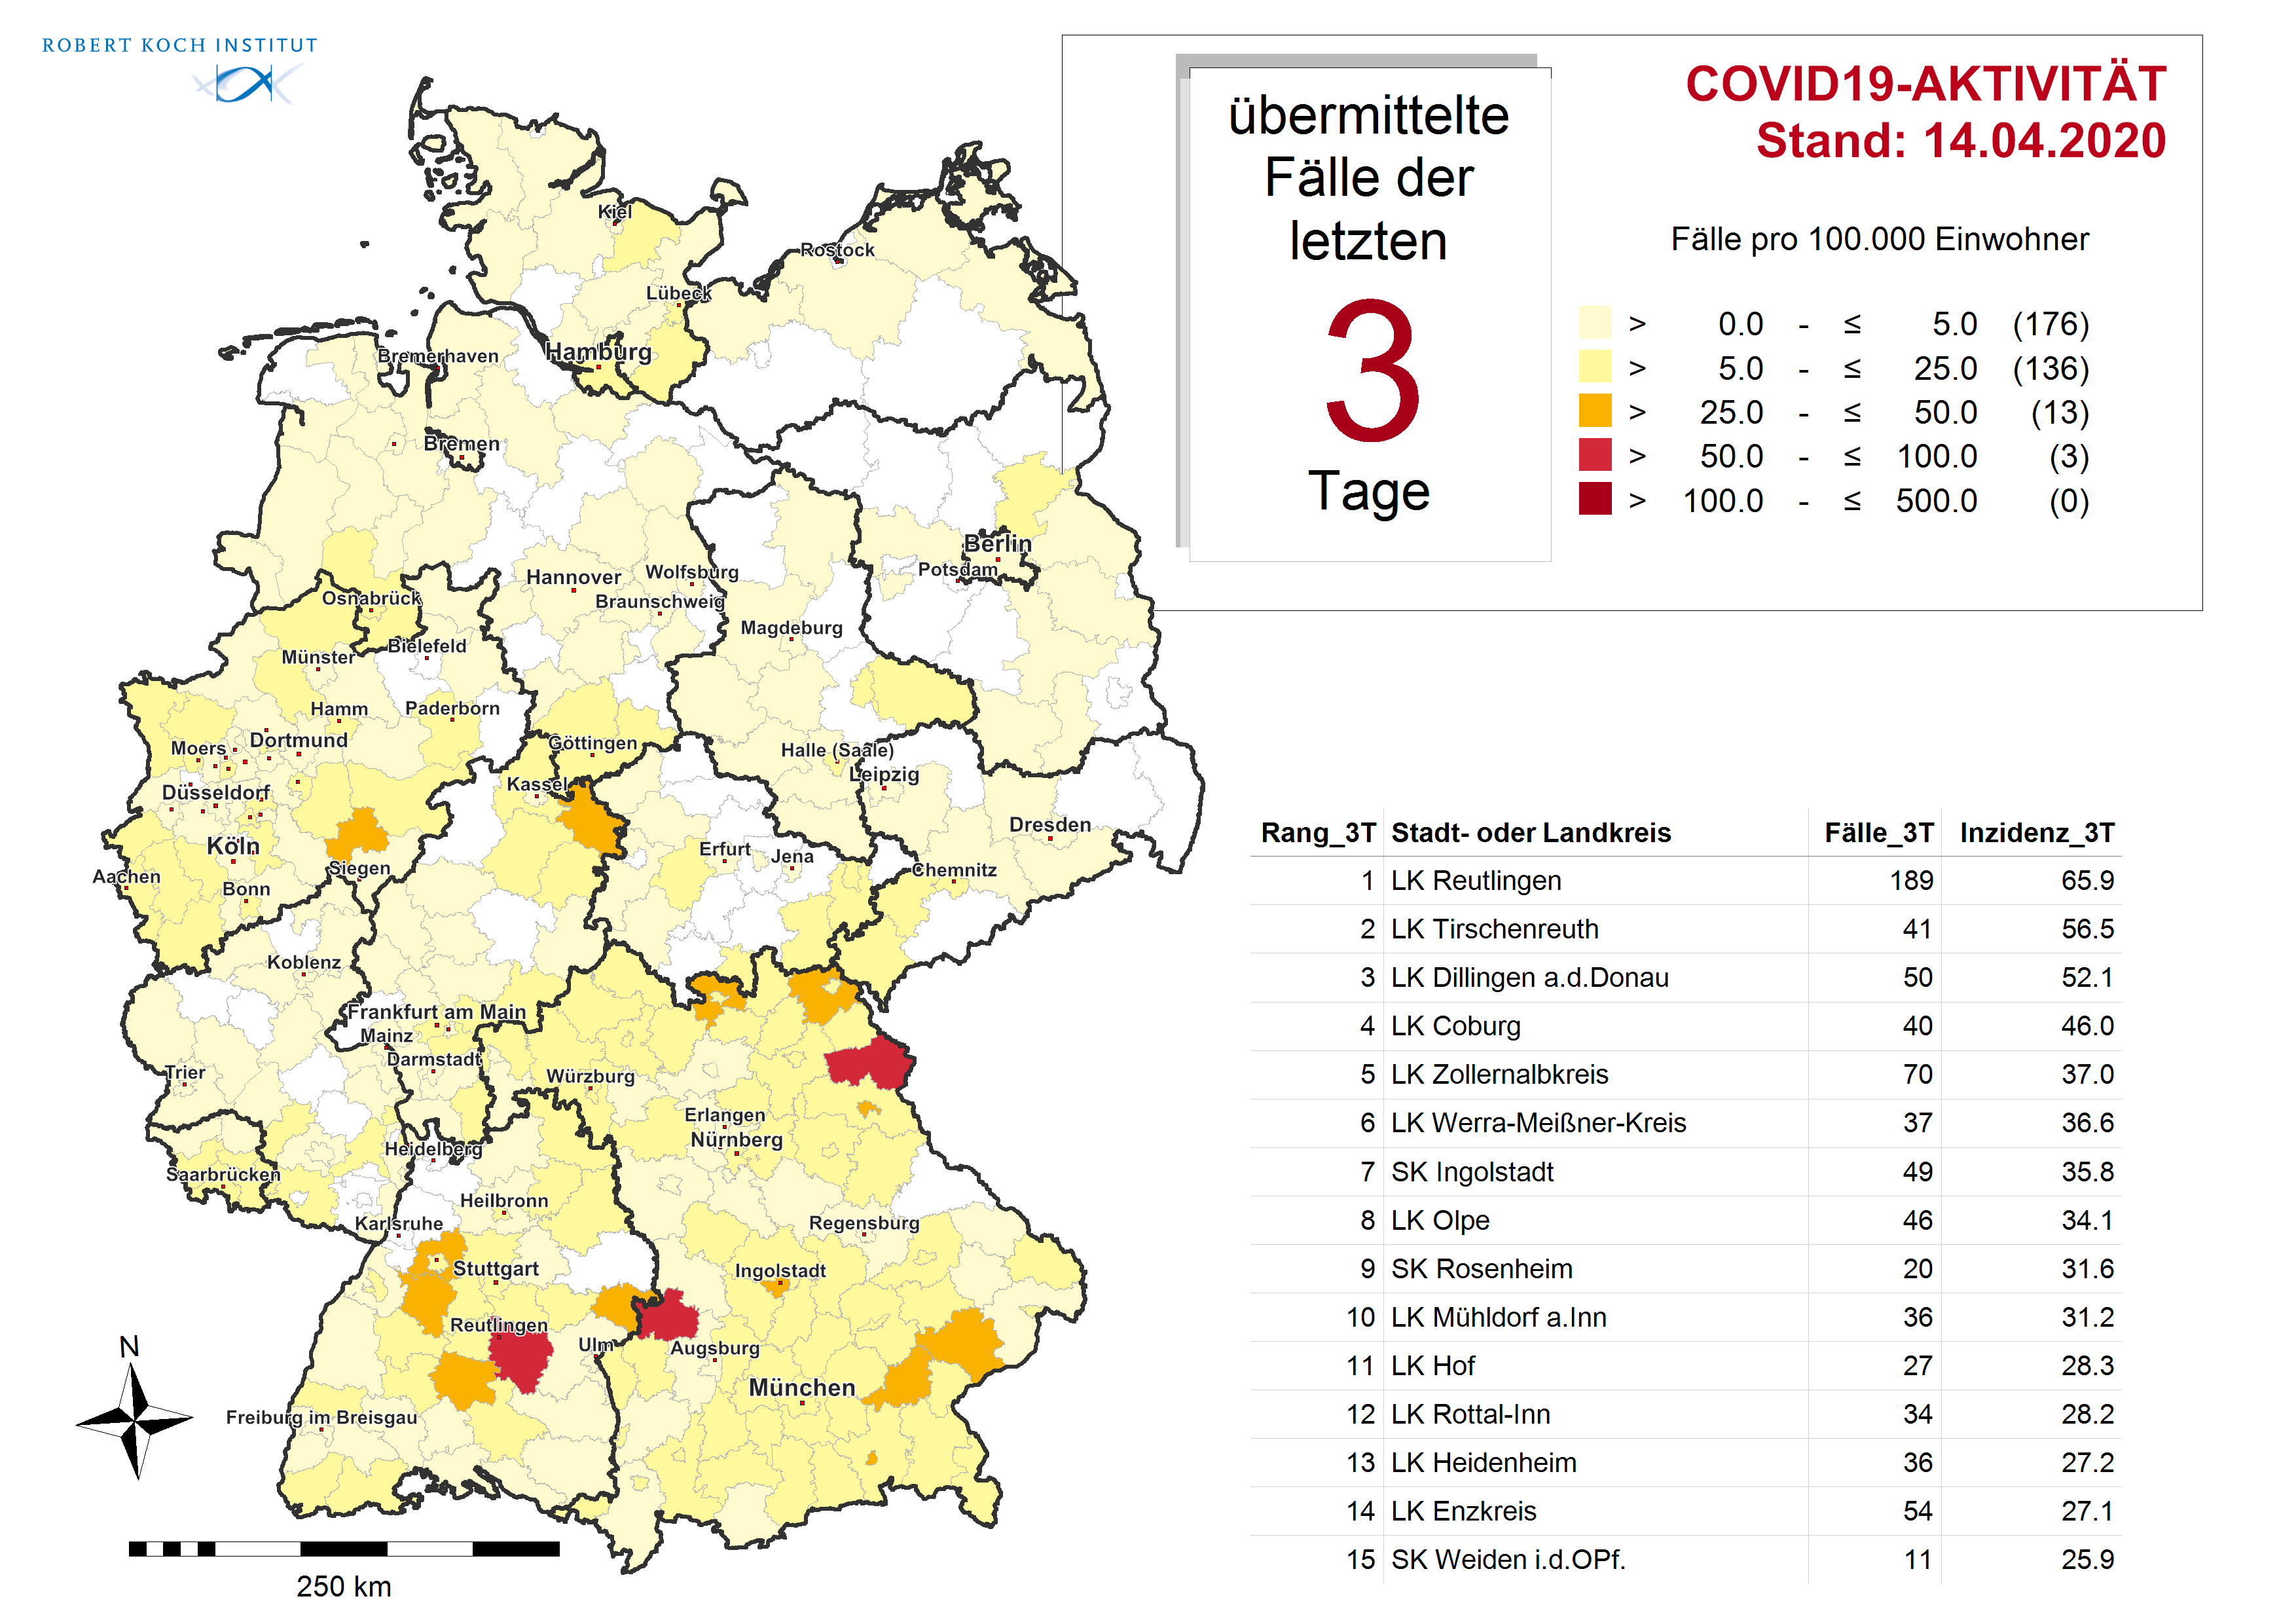 ROBERT KOCH INSTITUT
übermittelte
Fälle der
letzten
3
Tage
COVID19-AKTIVITÄT
Stand: 14.04.2020
Fälle pro 100.000 Einwohner
> 0.0 - ≤ 5.0 (176)
> 5.0 - ≤ 25.0 (136)
> 25.0 - ≤ 50.0 (13)
> 50.0 - ≤ 100.0 (3)
> 100.0 - ≤ 500.0 (0)
Kiel
Rostock
Lübeck
Hamburg
Bremerhaven
Bremen
Berlin
Potsdam
Hannover
Wolfsburg
Braunschweig
Osnabrück
Magdeburg
Bielefeld
Münster
Hamm
Paderborn
Moers
Dortmund
Göttingen
Halle (Saale)
Leipzig
Kassel
Düsseldorf
Dresden
Köln
Erfurt
Jena
Siegen
Chemnitz
Aachen
Bonn
Koblenz
Frankfurt am Main
Mainz
Darmstadt
Trier
Würzburg
Erlangen
Nürnberg
Heidelberg
Saarbrücken
Heilbronn
Karlsruhe
Regensburg
Stuttgart
Ingolstadt
Reutlingen
Ulm
Augsburg
München
Freiburg im Breisgau
N
250 km
Rang_3T Stadt- oder Landkreis Fälle_3T Inzidenz_3T
1 LK Reutlingen 189 65.9
2 LK Tirschenreuth 41 56.5
3 LK Dillingen a.d.Donau 50 52.1
4 LK Coburg 40 46.0
5 LK Zollernalbkreis 70 37.0
6 LK Werra-Meißner-Kreis 37 36.6
7 SK Ingolstadt 49 35.8
8 LK Olpe 46 34.1
9 SK Rosenheim 20 31.6
10 LK Mühldorf a.Inn 36 31.2
11 LK Hof 27 28.3
12 LK Rottal-Inn 34 28.2
13 LK Heidenheim 36 27.2
14 LK Enzkreis 54 27.1
15 SK Weiden i.d.OPf. 11 25.9